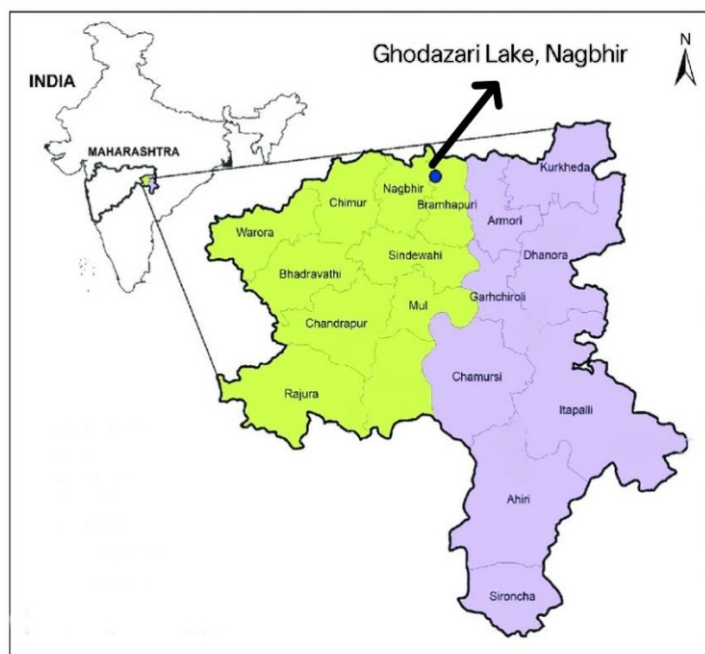 Ghodazari Lake, Nagbhir
N
INDIA
MAHARASHTRA
Kurkheda
Nagbhir
Chimur
Bramhapuri
Armori
Warora
Sindewahi
Dhanora
Bhadravathi
Garhchiroli
Mul
Chandrapur
Chamursi
Rajura
Itapalli
Ahiri
Sironcha